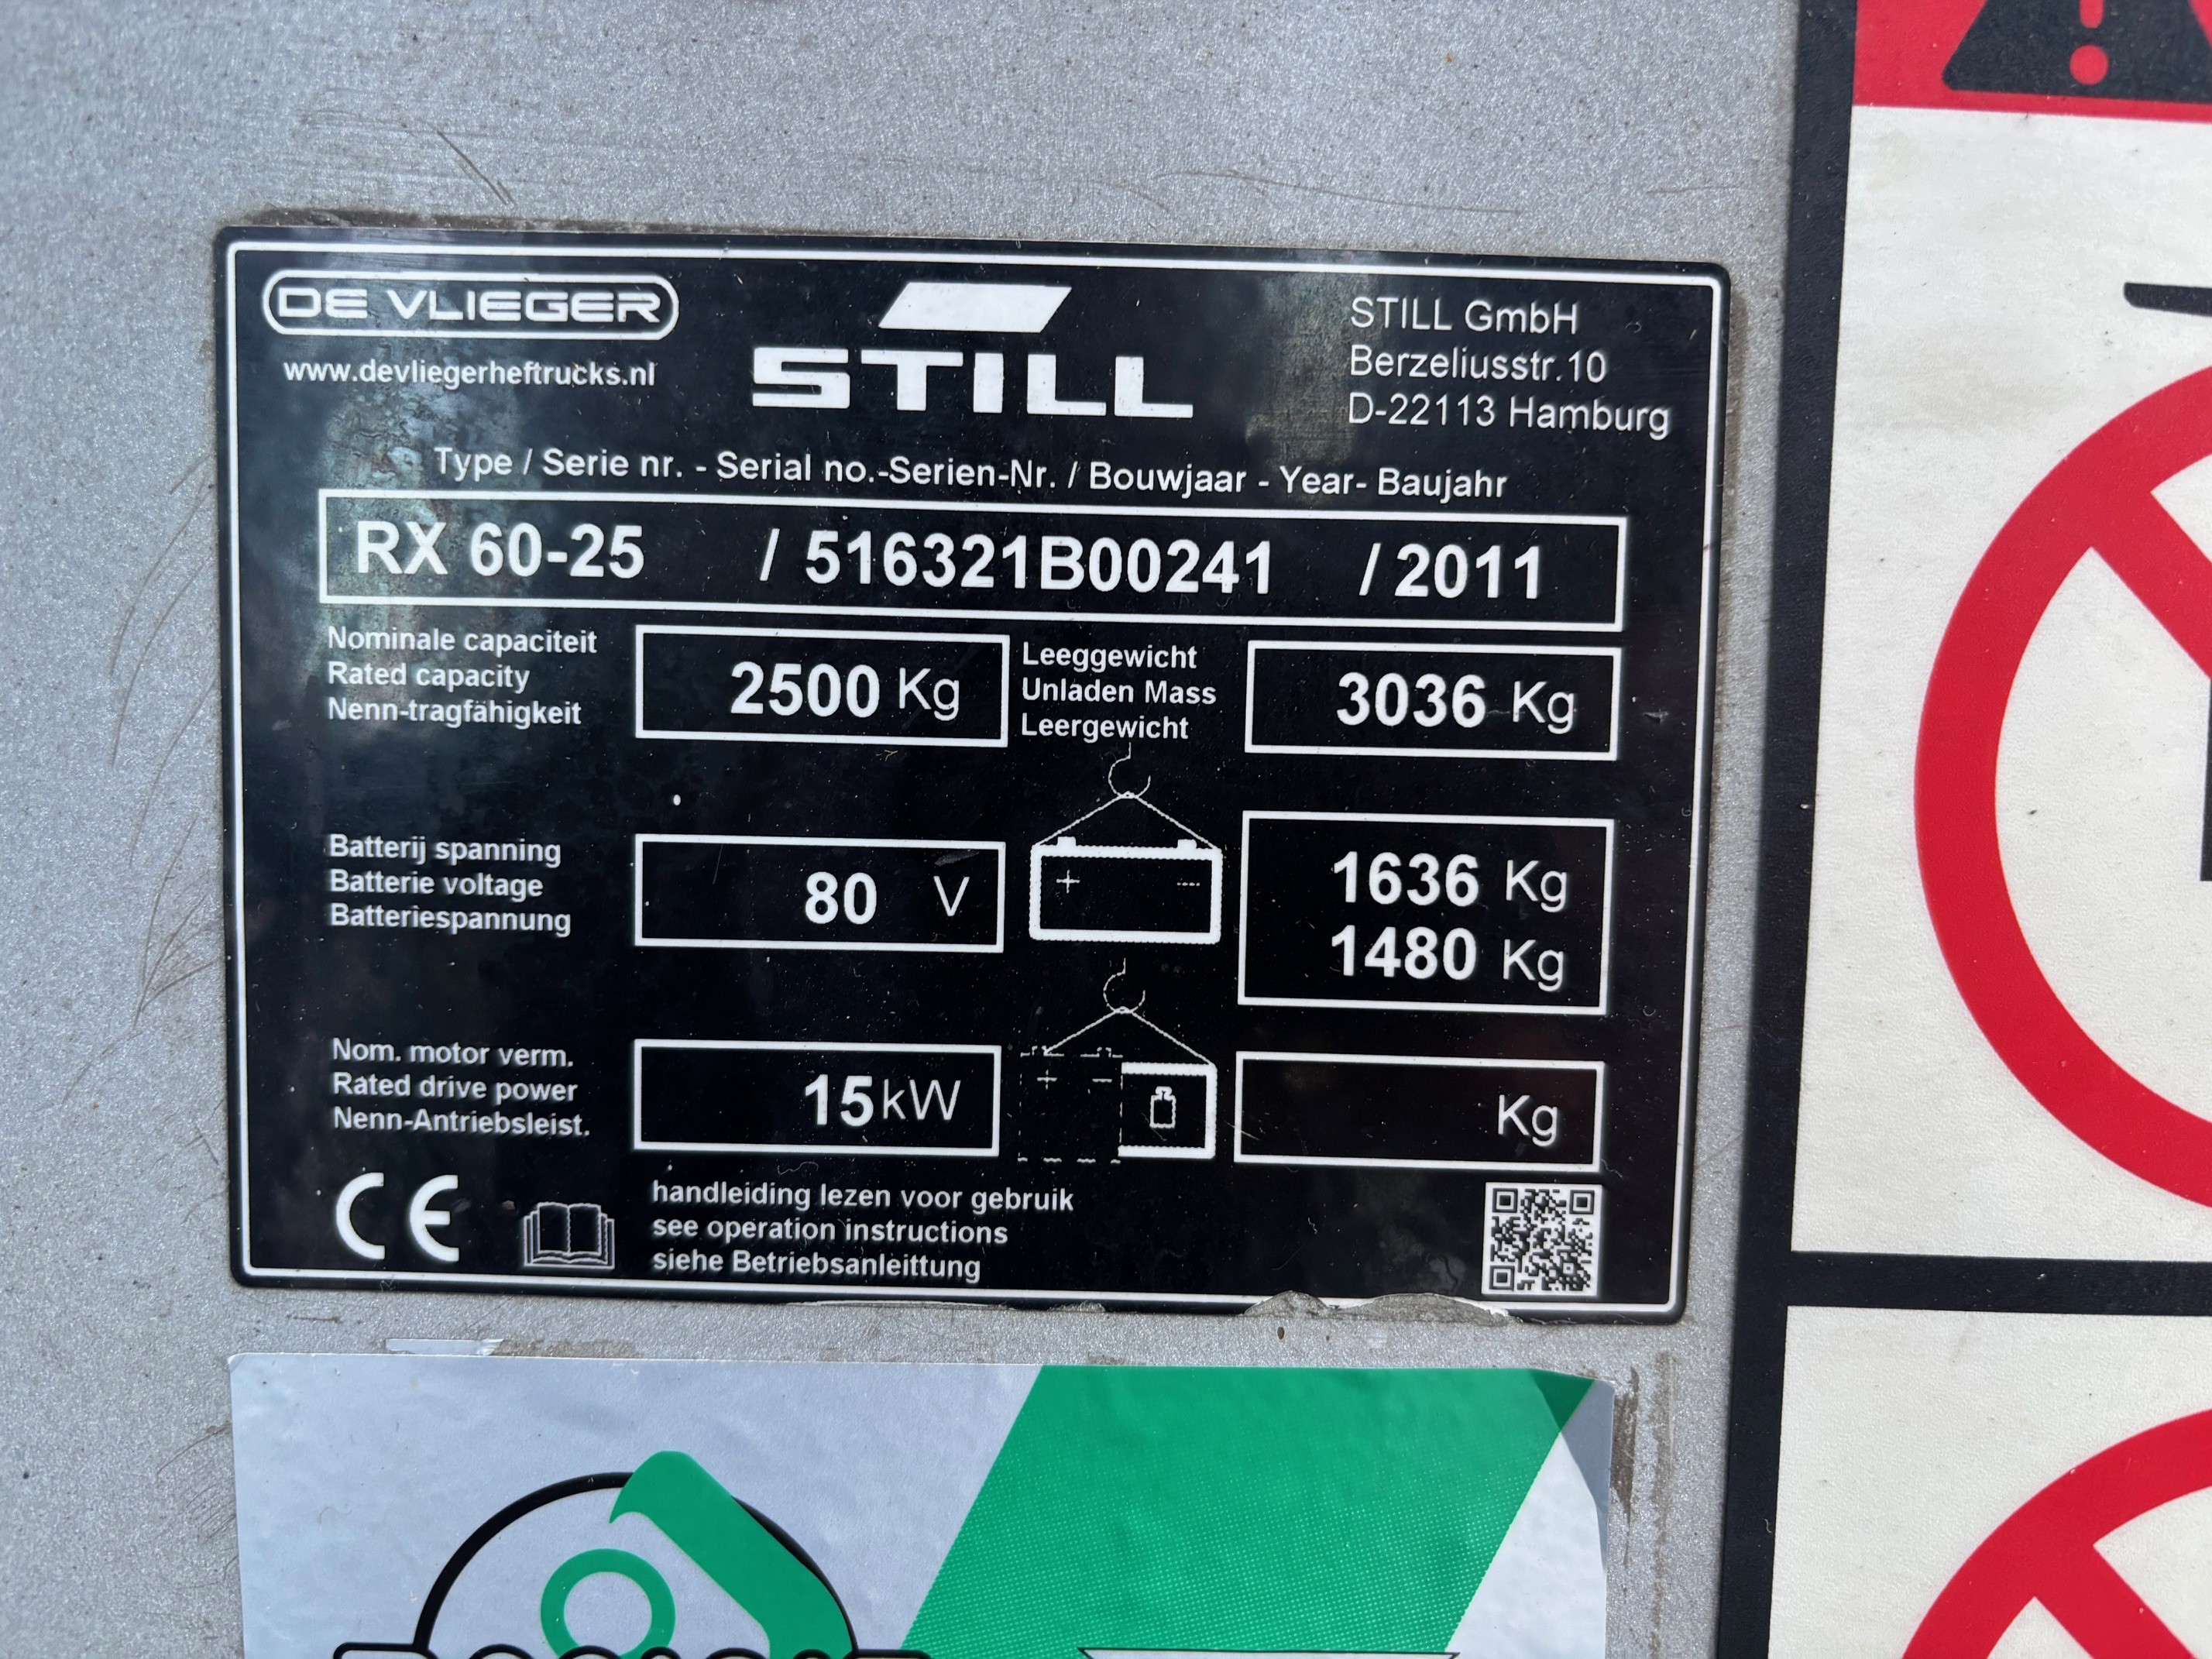 DE VLIEGER
www.devliegerheftrucks.nl
STILL
STILL GmbH
Berzeliusstr.10
D-22113 Hamburg
Type / Serie nr. - Serial no.-Serien-Nr. / Bouwjaar - Year- Baujahr
RX 60-25 / 516321B00241 / 2011
Nominale capaciteit
Rated capacity
Nenn-tragfähigkeit
2500 Kg
Leeggewicht
Unladen Mass
Leergewicht
3036 Kg
Batterij spanning
Batterie voltage
Batteriespannung
80 V
1636 Kg
1480 Kg
Nom. motor verm.
Rated drive power
Nenn-Antriebsleist.
15 kW
Kg
CE
handleiding lezen voor gebruik
see operation instructions
siehe Betriebsanleittung